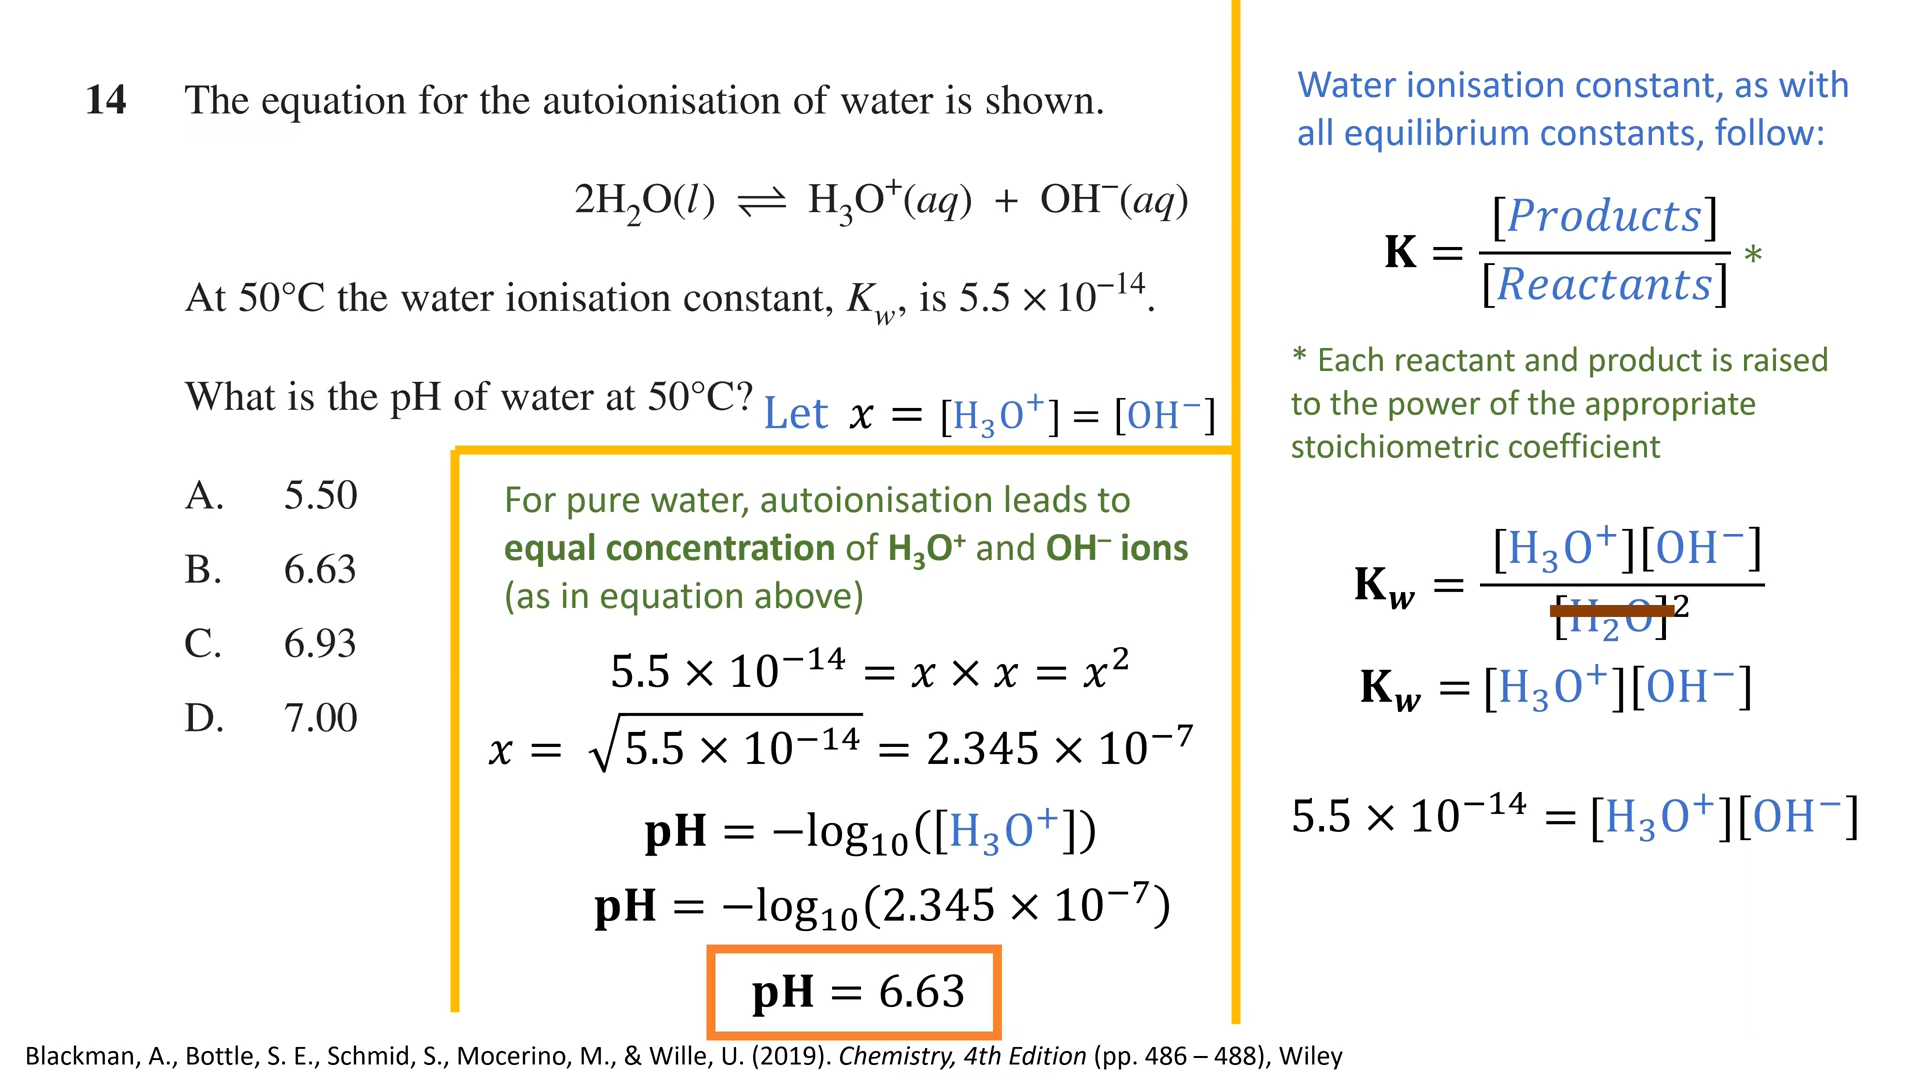 14 The equation for the autoionisation of water is shown.
2H₂O(l) ⇌ H₃O⁺(aq) + OH⁻(aq)
At 50°C the water ionisation constant, K_w, is 5.5 × 10⁻¹⁴.
What is the pH of water at 50°C?
Let x = [H₃O⁺] = [OH⁻]
A. 5.50
B. 6.63
C. 6.93
D. 7.00
For pure water, autoionisation leads to
equal concentration of H₃O⁺ and OH⁻ ions
(as in equation above)
5.5 × 10⁻¹⁴ = x × x = x²
x = √(5.5 × 10⁻¹⁴) = 2.345 × 10⁻⁷
pH = −log₁₀([H₃O⁺])
pH = −log₁₀(2.345 × 10⁻⁷)
pH = 6.63
Water ionisation constant, as with
all equilibrium constants, follow:
K = [Products] / [Reactants] *
* Each reactant and product is raised
to the power of the appropriate
stoichiometric coefficient
K_w = [H₃O⁺][OH⁻] / [H₂O]²
K_w = [H₃O⁺][OH⁻]
5.5 × 10⁻¹⁴ = [H₃O⁺][OH⁻]
Blackman, A., Bottle, S. E., Schmid, S., Mocerino, M., & Wille, U. (2019). Chemistry, 4th Edition (pp. 486 – 488), Wiley